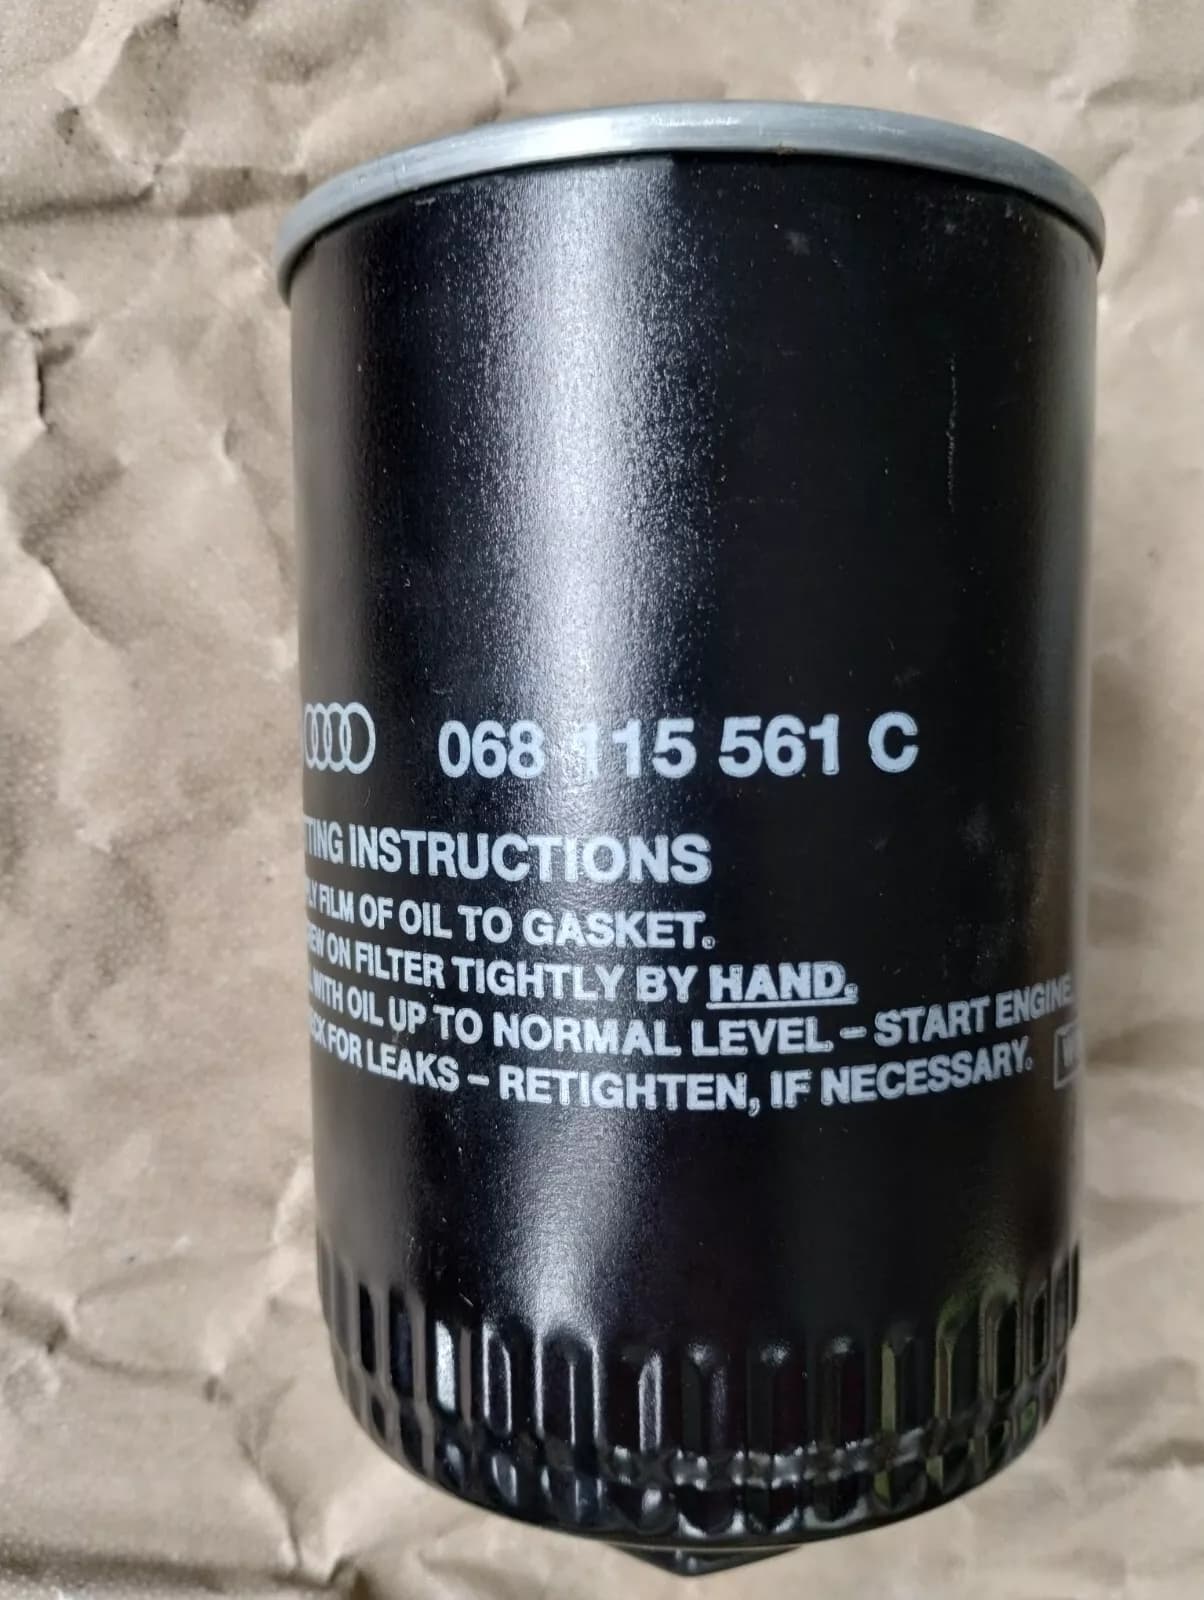 068 115 561 C
INSTRUCTIONS
FILM OF OIL TO GASKET.
ON FILTER TIGHTLY BY HAND.
WITH OIL UP TO NORMAL LEVEL – START ENGINE
FOR LEAKS – RETIGHTEN, IF NECESSARY.